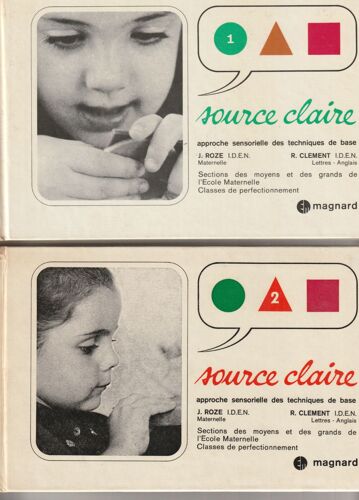 1
source claire
approche sensorielle des techniques de base
J. ROZE I.D.E.N. R. CLEMENT I.D.E.N.
Maternelle Lettres - Anglais
Sections des moyens et des grands de
l'Ecole Maternelle
Classes de perfectionnement
magnard
2
source claire
approche sensorielle des techniques de base
J. ROZE I.D.E.N. R. CLEMENT I.D.E.N.
Maternelle Lettres - Anglais
Sections des moyens et des grands de
l'Ecole Maternelle
Classes de perfectionnement
magnard